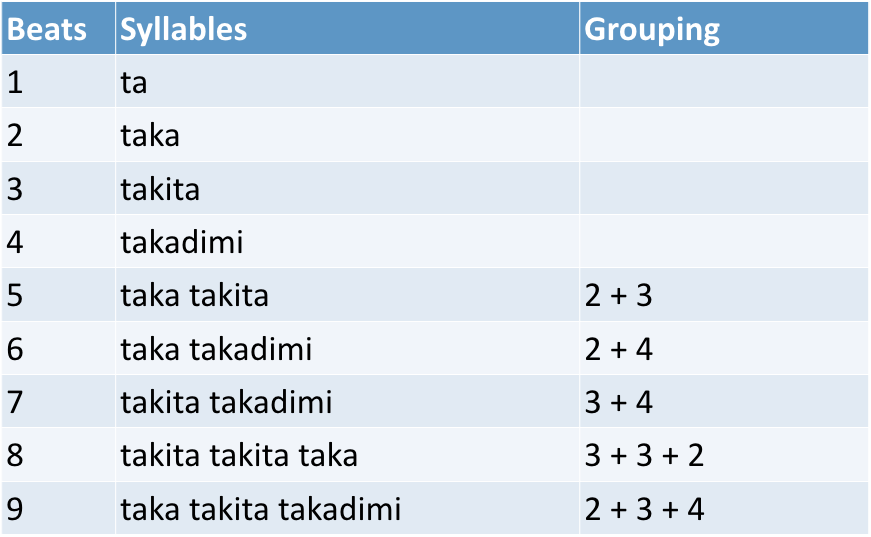 Beats Syllables Grouping
1 ta
2 taka
3 takita
4 takadimi
5 taka takita 2 + 3
6 taka takadimi 2 + 4
7 takita takadimi 3 + 4
8 takita takita taka 3 + 3 + 2
9 taka takita takadimi 2 + 3 + 4